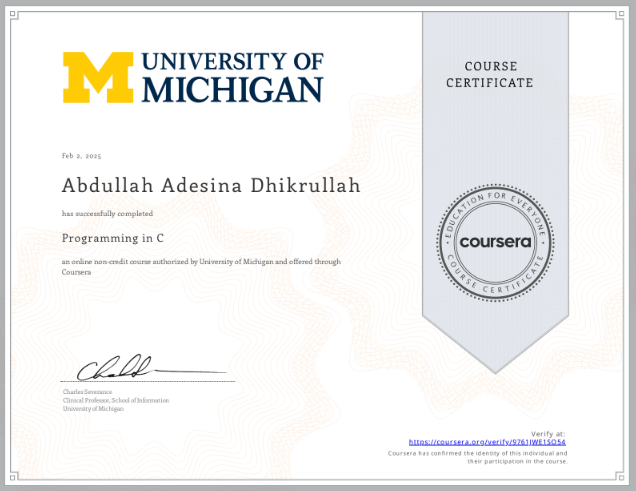 UNIVERSITY OF
MICHIGAN
COURSE
CERTIFICATE
Feb 2, 2025
Abdullah Adesina Dhikrullah
has successfully completed
Programming in C
an online non-credit course authorized by University of Michigan and offered through
Coursera
EDUCATION FOR EVERYONE
coursera
COURSE CERTIFICATE
Charles Severance
Clinical Professor, School of Information
University of Michigan
Verify at:
https://coursera.org/verify/9761JWE1SO54
Coursera has confirmed the identity of this individual and
their participation in the course.